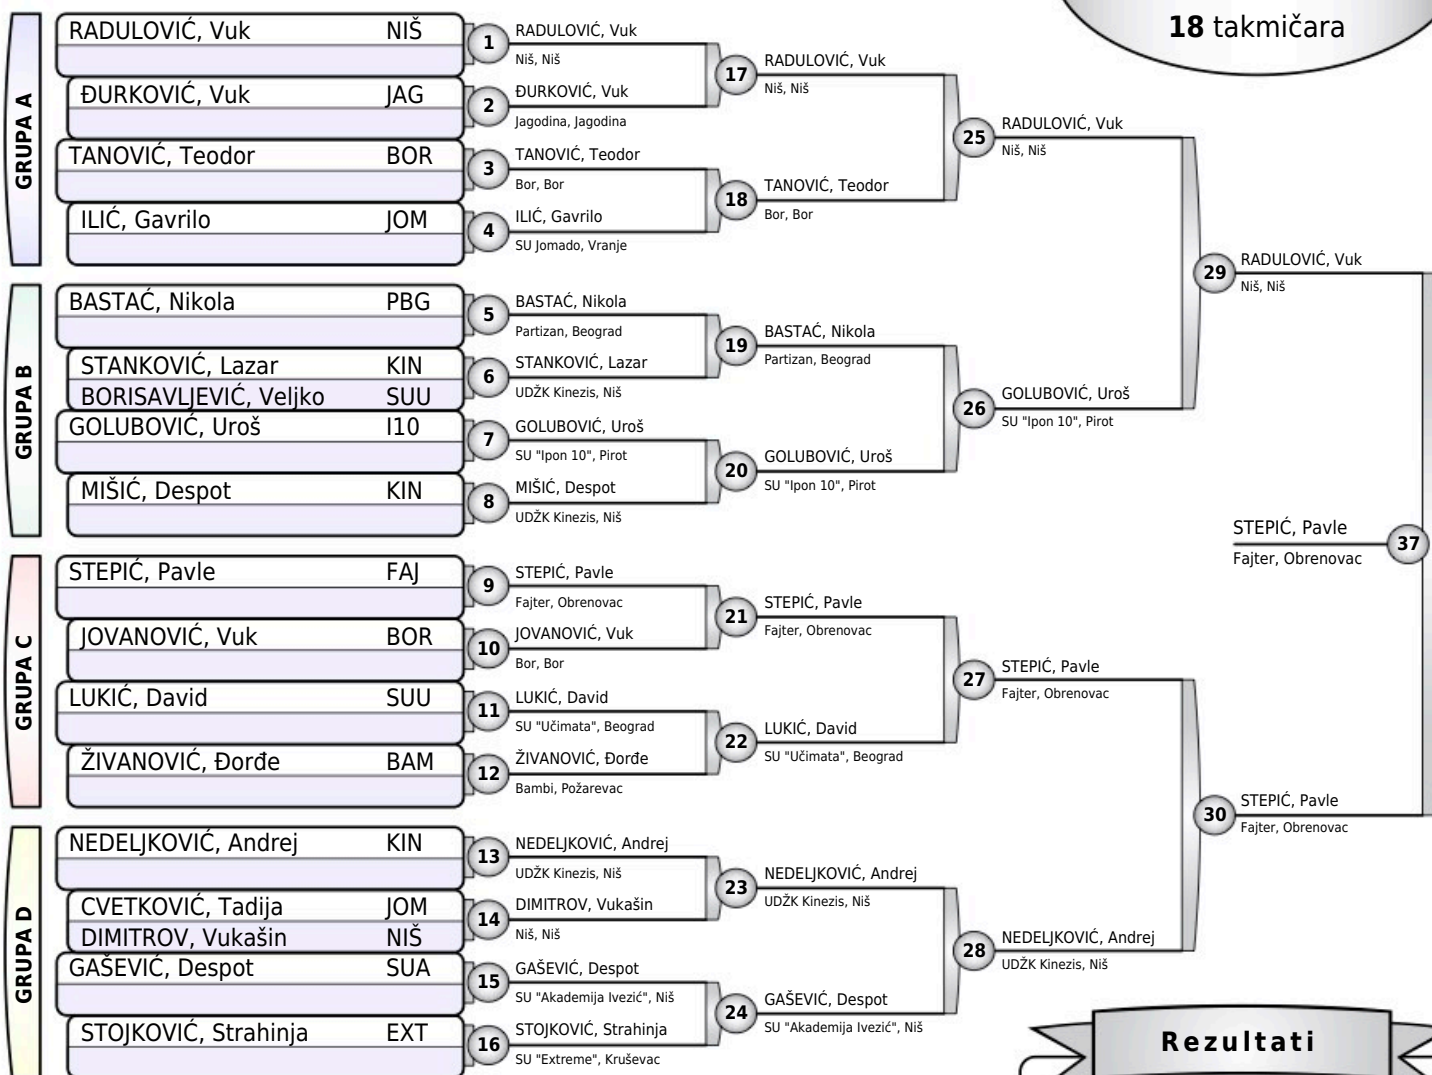 18 takmičara
GRUPA A
RADULOVIĆ, Vuk NIŠ
ĐURKOVIĆ, Vuk JAG
TANOVIĆ, Teodor BOR
ILIĆ, Gavrilo JOM
GRUPA B
BASTAĆ, Nikola PBG
STANKOVIĆ, Lazar KIN
BORISAVLJEVIĆ, Veljko SUU
GOLUBOVIĆ, Uroš I10
MIŠIĆ, Despot KIN
GRUPA C
STEPIĆ, Pavle FAJ
JOVANOVIĆ, Vuk BOR
LUKIĆ, David SUU
ŽIVANOVIĆ, Đorđe BAM
GRUPA D
NEDELJKOVIĆ, Andrej KIN
CVETKOVIĆ, Tadija JOM
DIMITROV, Vukašin NIŠ
GAŠEVIĆ, Despot SUA
STOJKOVIĆ, Strahinja EXT
1 RADULOVIĆ, Vuk
Niš, Niš
2 ĐURKOVIĆ, Vuk
Jagodina, Jagodina
3 TANOVIĆ, Teodor
Bor, Bor
4 ILIĆ, Gavrilo
SU Jomado, Vranje
5 BASTAĆ, Nikola
Partizan, Beograd
6 STANKOVIĆ, Lazar
UDŽK Kinezis, Niš
7 GOLUBOVIĆ, Uroš
SU "Ipon 10", Pirot
8 MIŠIĆ, Despot
UDŽK Kinezis, Niš
9 STEPIĆ, Pavle
Fajter, Obrenovac
10 JOVANOVIĆ, Vuk
Bor, Bor
11 LUKIĆ, David
SU "Učimata", Beograd
12 ŽIVANOVIĆ, Đorđe
Bambi, Požarevac
13 NEDELJKOVIĆ, Andrej
UDŽK Kinezis, Niš
14 DIMITROV, Vukašin
Niš, Niš
15 GAŠEVIĆ, Despot
SU "Akademija Ivezić", Niš
16 STOJKOVIĆ, Strahinja
SU "Extreme", Kruševac
17 RADULOVIĆ, Vuk
Niš, Niš
18 TANOVIĆ, Teodor
Bor, Bor
19 BASTAĆ, Nikola
Partizan, Beograd
20 GOLUBOVIĆ, Uroš
SU "Ipon 10", Pirot
21 STEPIĆ, Pavle
Fajter, Obrenovac
22 LUKIĆ, David
SU "Učimata", Beograd
23 NEDELJKOVIĆ, Andrej
UDŽK Kinezis, Niš
24 GAŠEVIĆ, Despot
SU "Akademija Ivezić", Niš
25 RADULOVIĆ, Vuk
Niš, Niš
26 GOLUBOVIĆ, Uroš
SU "Ipon 10", Pirot
27 STEPIĆ, Pavle
Fajter, Obrenovac
28 NEDELJKOVIĆ, Andrej
UDŽK Kinezis, Niš
29 RADULOVIĆ, Vuk
Niš, Niš
30 STEPIĆ, Pavle
Fajter, Obrenovac
STEPIĆ, Pavle 37
Fajter, Obrenovac
Rezultati